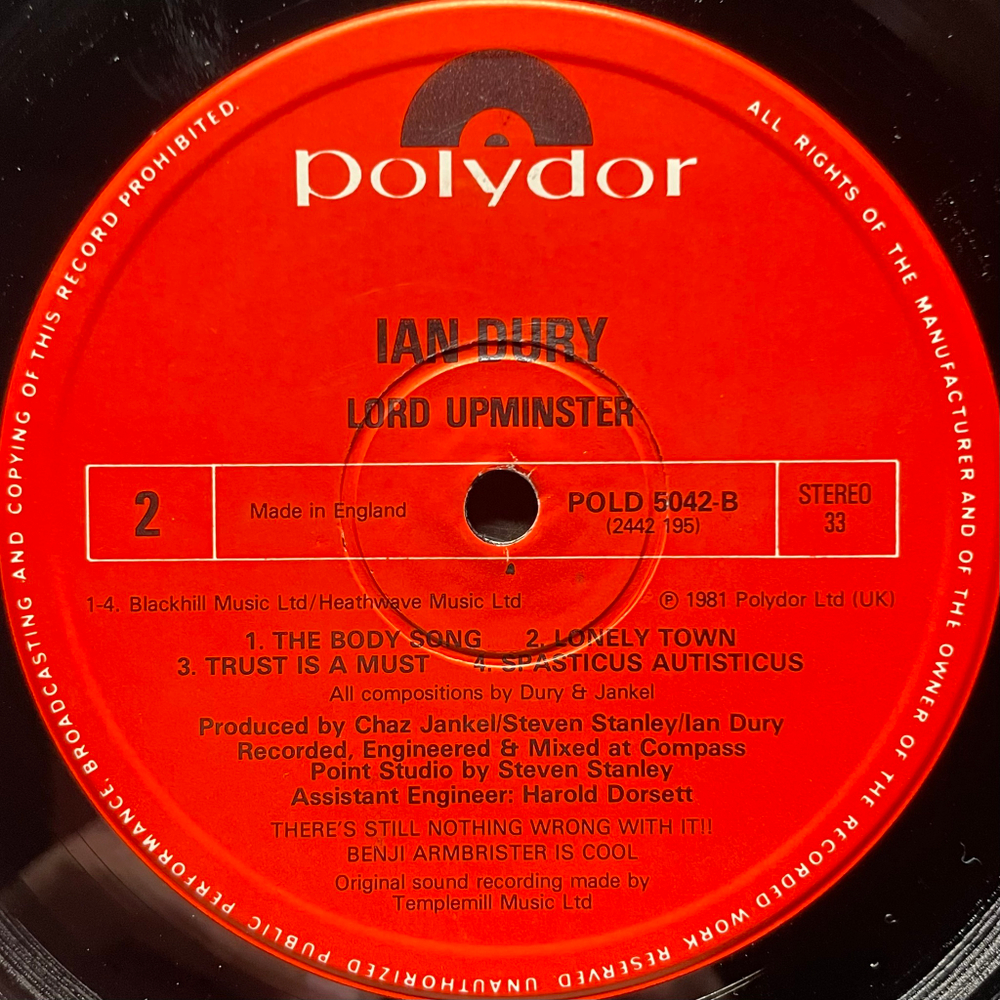 polydor
IAN DURY
LORD UPMINSTER
2
Made in England
POLD 5042-B
(2442 195)
STEREO
33
1-4. Blackhill Music Ltd/Heathwave Music Ltd
℗ 1981 Polydor Ltd (UK)
1. THE BODY SONG 2. LONELY TOWN
3. TRUST IS A MUST 4. SPASTICUS AUTISTICUS
All compositions by Dury & Jankel
Produced by Chaz Jankel/Steven Stanley/Ian Dury
Recorded, Engineered & Mixed at Compass
Point Studio by Steven Stanley
Assistant Engineer: Harold Dorsett
THERE'S STILL NOTHING WRONG WITH IT!!
BENJI ARMBRISTER IS COOL
Original sound recording made by
Templemill Music Ltd
ALL RIGHTS OF THE MANUFACTURER AND OF THE OWNER OF THE RECORDED WORK RESERVED UNAUTHORIZED PUBLIC PERFORMANCE, BROADCASTING AND COPYING OF THIS RECORD PROHIBITED.